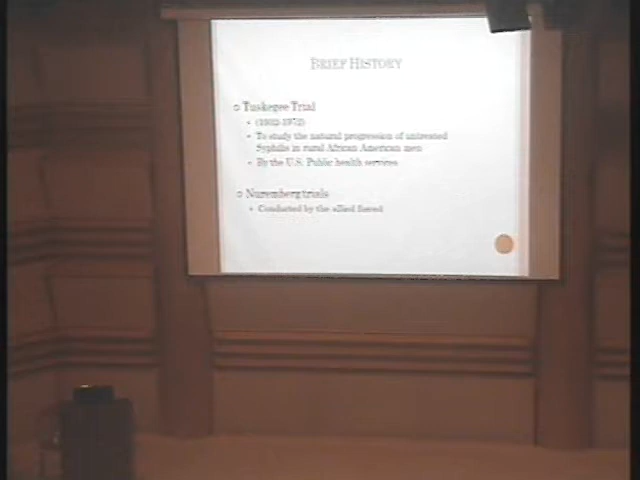 BRIEF HISTORY
Tuskegee Trial
(1932-1972)
To study the natural progression of untreated
Syphilis in rural African American men
By the U.S. Public health services
Nuremberg trials
Conducted by the allied forced